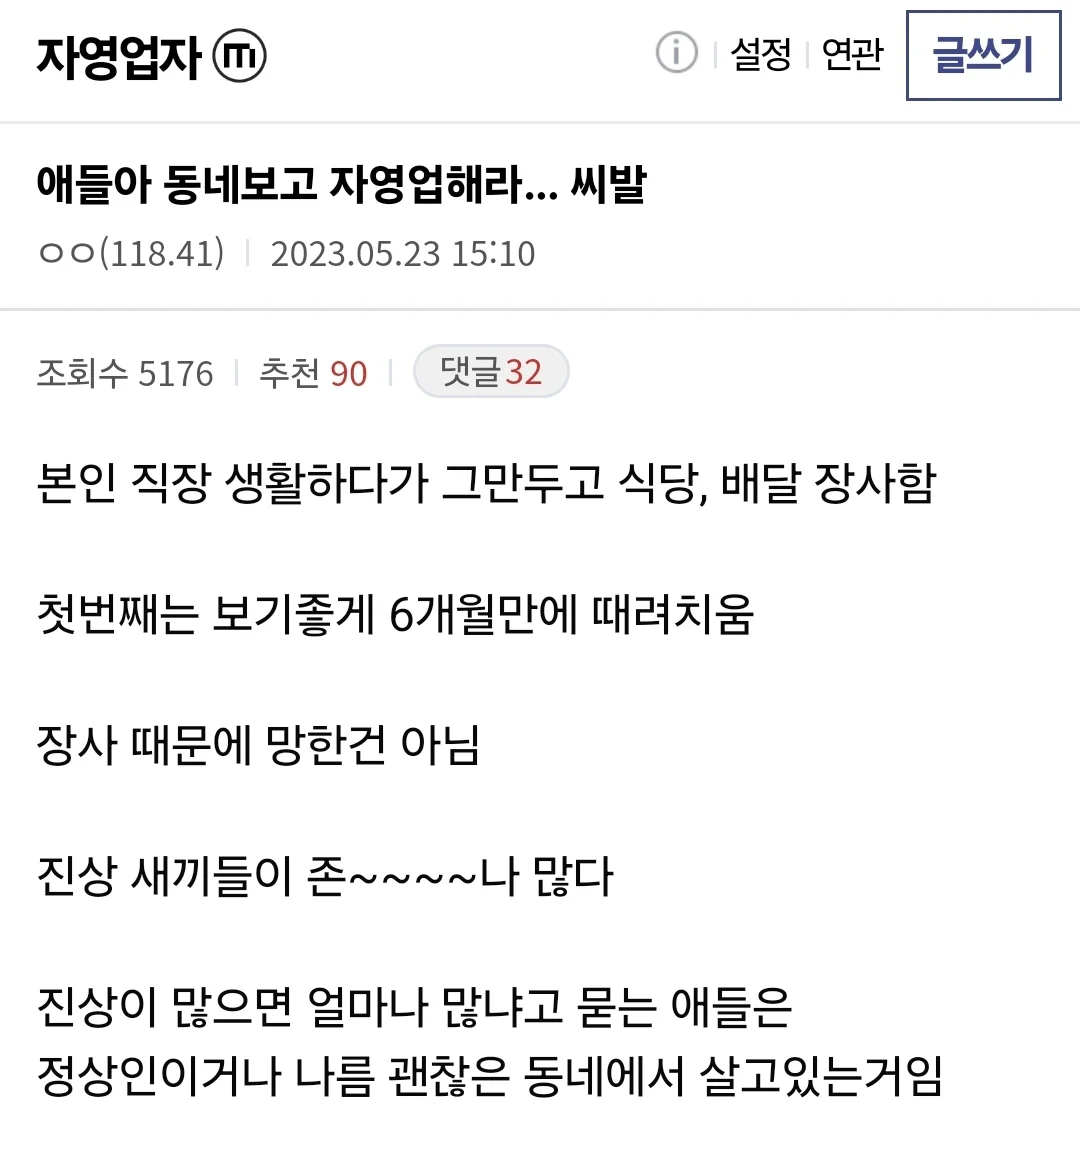 자영업자 ⓜ
ⓘ 설정 연관 글쓰기
애들아 동네보고 자영업해라... 씨발
ㅇㅇ(118.41) 2023.05.23 15:10
조회수 5176 추천 90 댓글 32
본인 직장 생활하다가 그만두고 식당, 배달 장사함
첫번째는 보기좋게 6개월만에 때려치움
장사 때문에 망한건 아님
진상 새끼들이 존~~~~나 많다
진상이 많으면 얼마나 많냐고 묻는 애들은
정상인이거나 나름 괜찮은 동네에서 살고있는거임